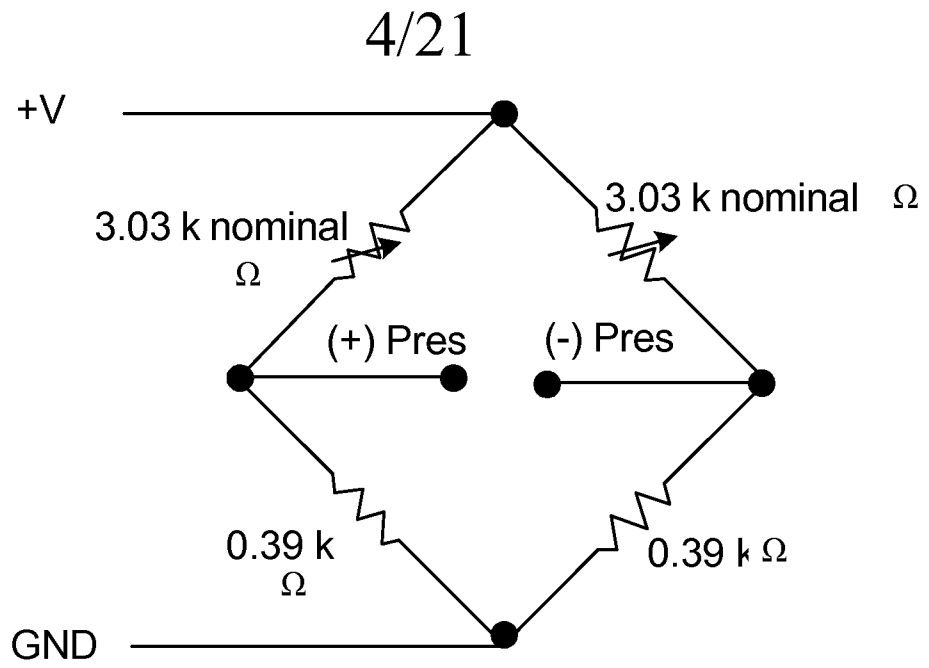 4/21
+V
3.03 k nominal Ω
3.03 k nominal
Ω
(+) Pres
(-) Pres
0.39 k
Ω
0.39 k Ω
GND